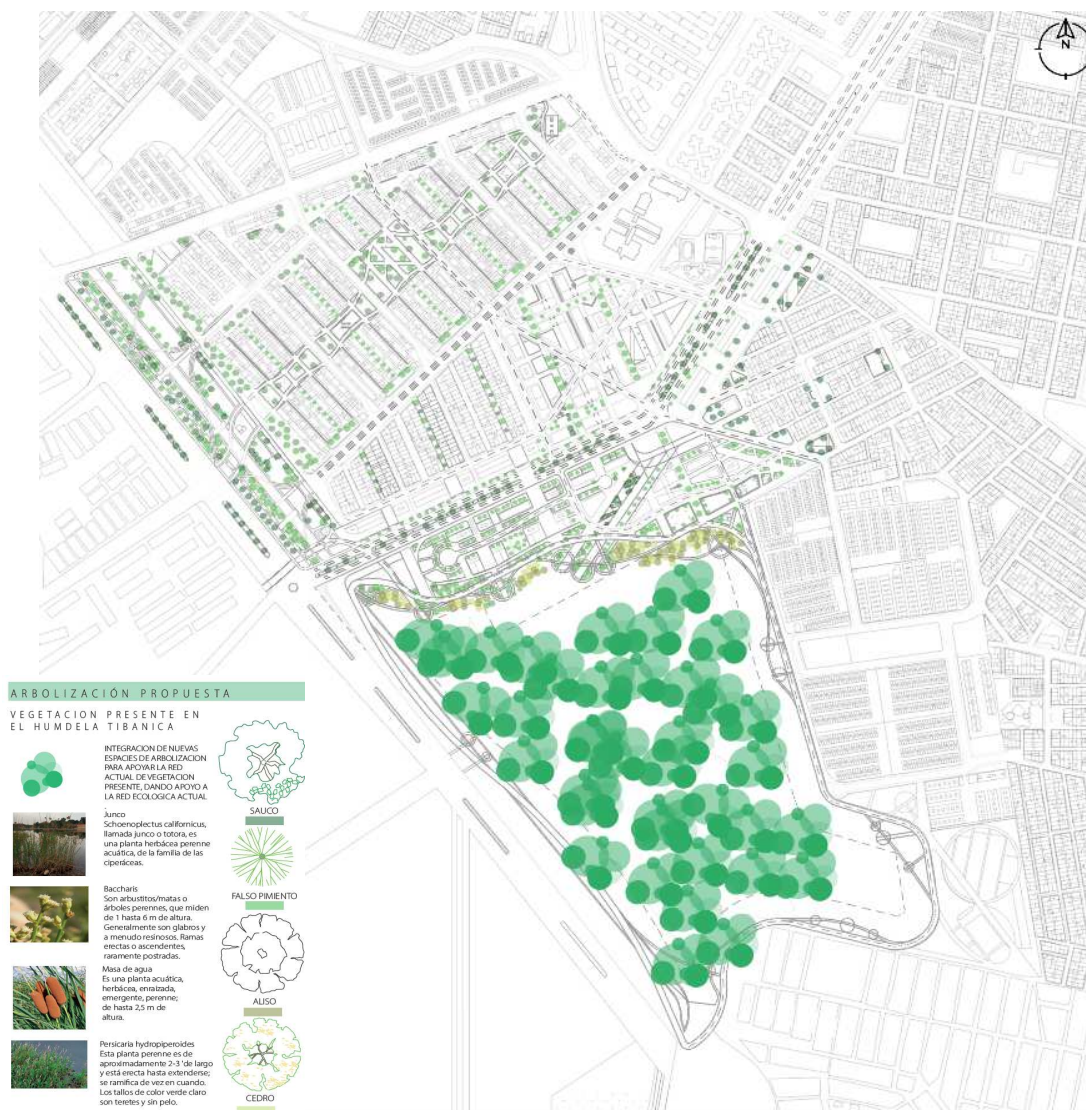 N
ARBOLIZACIÓN PROPUESTA
VEGETACION PRESENTE EN
EL HUMDELA TIBANICA
INTEGRACION DE NUEVAS
ESPACIES DE ARBOLIZACION
PARA APOYAR LA RED
ACTUAL DE VEGETACION
PRESENTE, DANDO APOYO A
LA RED ECOLOGICA ACTUAL
.
Junco
Schoenoplectus californicus,
llamada junco o totora, es
una planta herbácea perenne
acuática, de la familia de las
ciperáceas.
Baccharis
Son arbustitos/matas o
árboles perennes, que miden
de 1 hasta 6 m de altura.
Generalmente son glabros y
a menudo resinosos. Ramas
erectas o ascendentes,
raramente postradas.
Masa de agua
Es una planta acuática,
herbácea, enraizada,
emergente, perenne;
de hasta 2,5 m de
altura.
Persicaria hydropiperoides
Esta planta perenne es de
aproximadamente 2-3 'de largo
y está erecta hasta extenderse;
se ramifica de vez en cuando.
Los tallos de color verde claro
son teretes y sin pelo.
SAUCO
FALSO PIMIENTO
ALISO
CEDRO